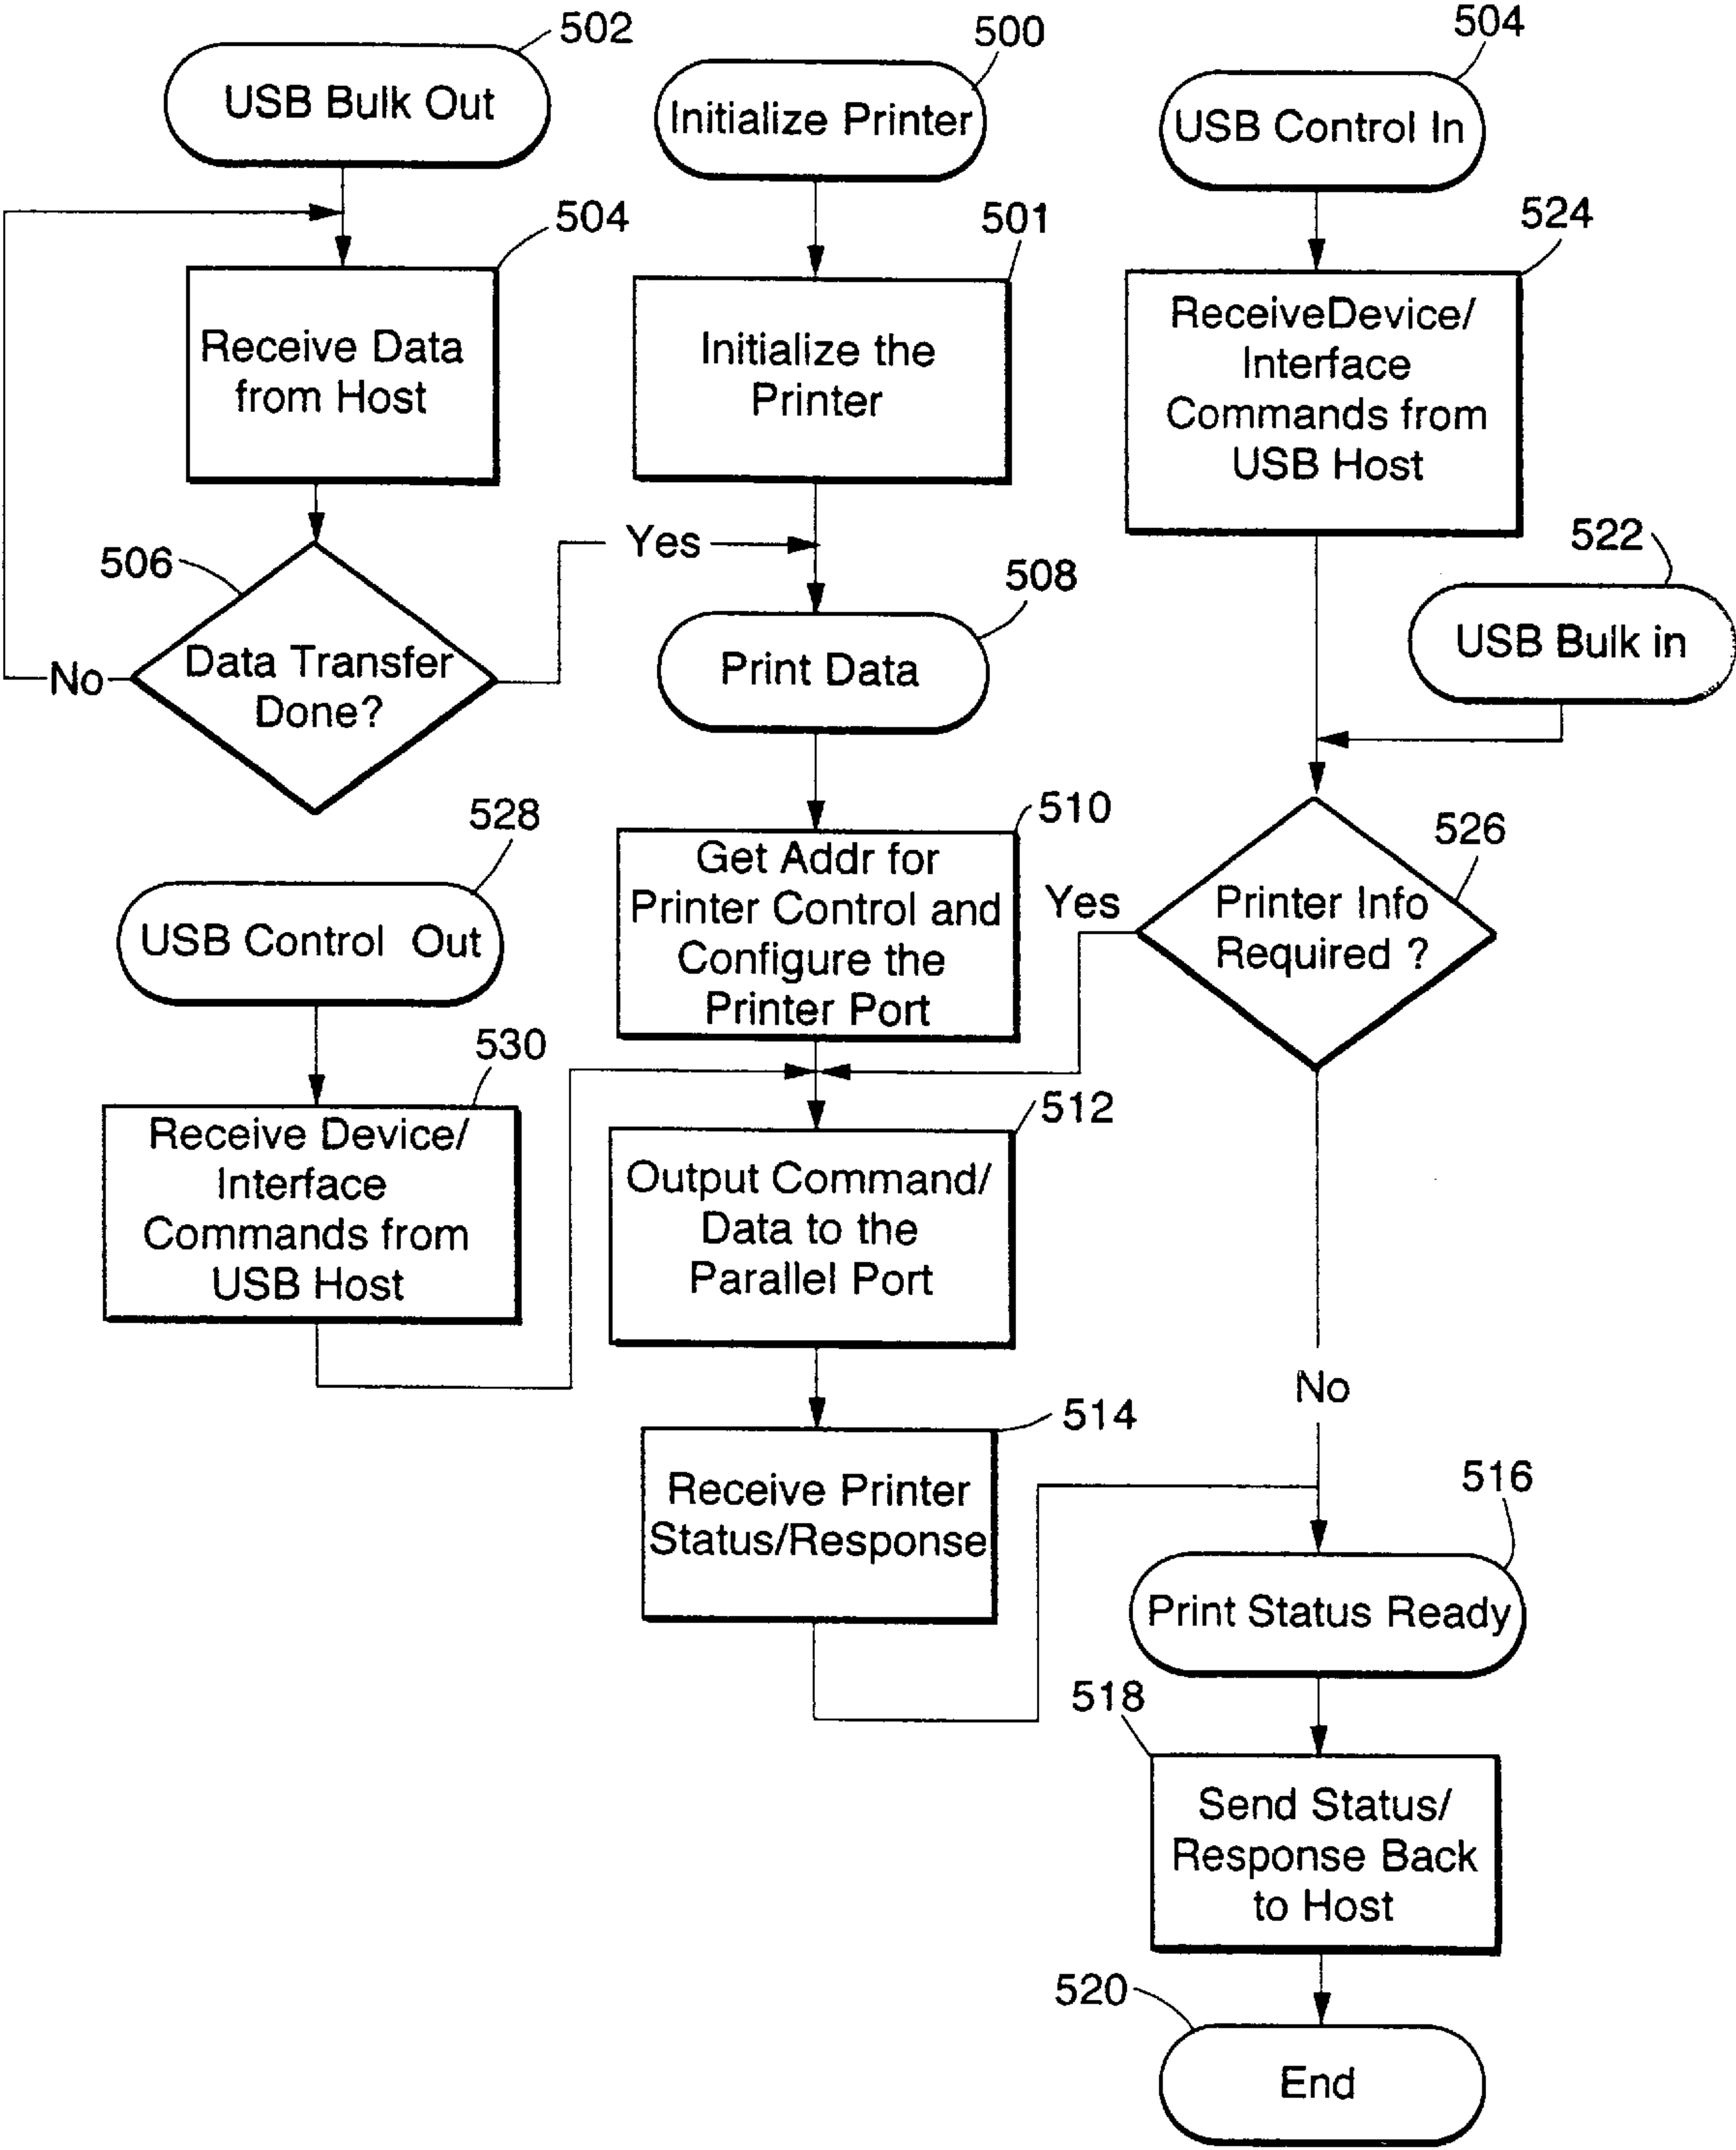 502
USB Bulk Out
500
Initialize Printer
504
USB Control In
504
Receive Data
from Host
501
Initialize the
Printer
524
ReceiveDevice/
Interface
Commands from
USB Host
506
Data Transfer
Done?
No
Yes
508
Print Data
522
USB Bulk in
528
USB Control Out
510
Get Addr for
Printer Control and
Configure the
Printer Port
Yes
526
Printer Info
Required ?
530
Receive Device/
Interface
Commands from
USB Host
512
Output Command/
Data to the
Parallel Port
No
514
Receive Printer
Status/Response
516
Print Status Ready
518
Send Status/
Response Back
to Host
520
End